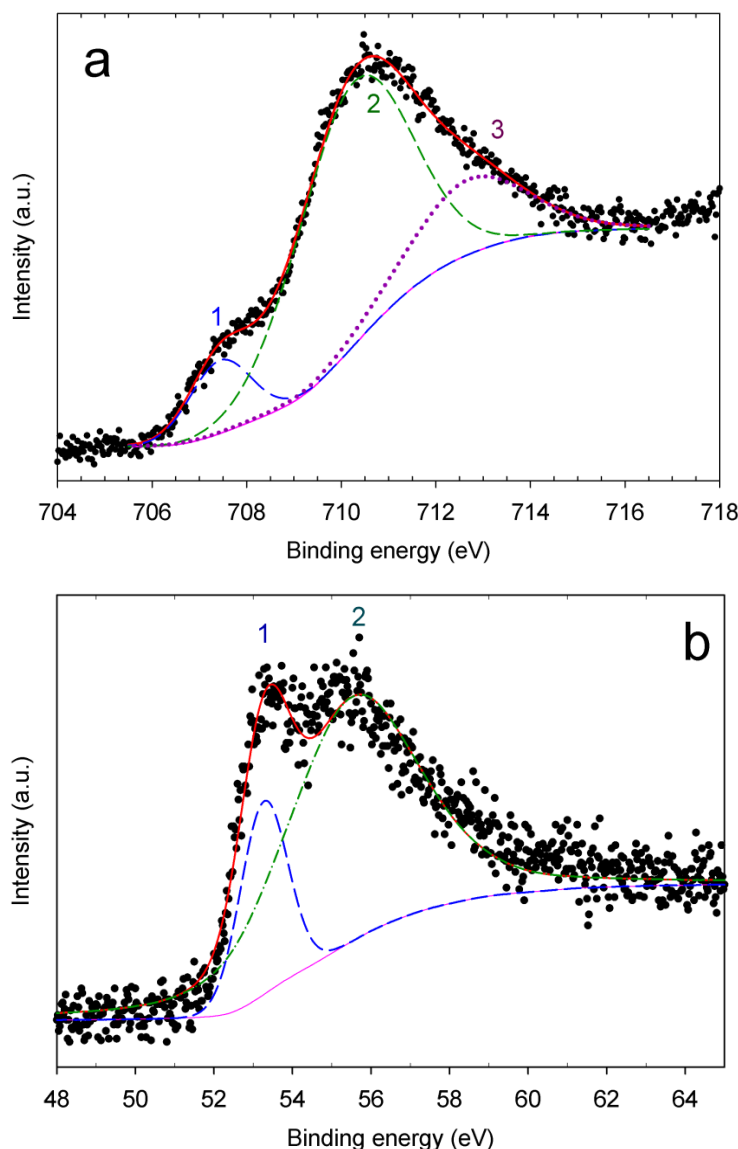 a
1
2
3
Intensity (a.u.)
704 706 708 710 712 714 716 718
Binding energy (eV)
b
1
2
Intensity (a.u.)
48 50 52 54 56 58 60 62 64
Binding energy (eV)